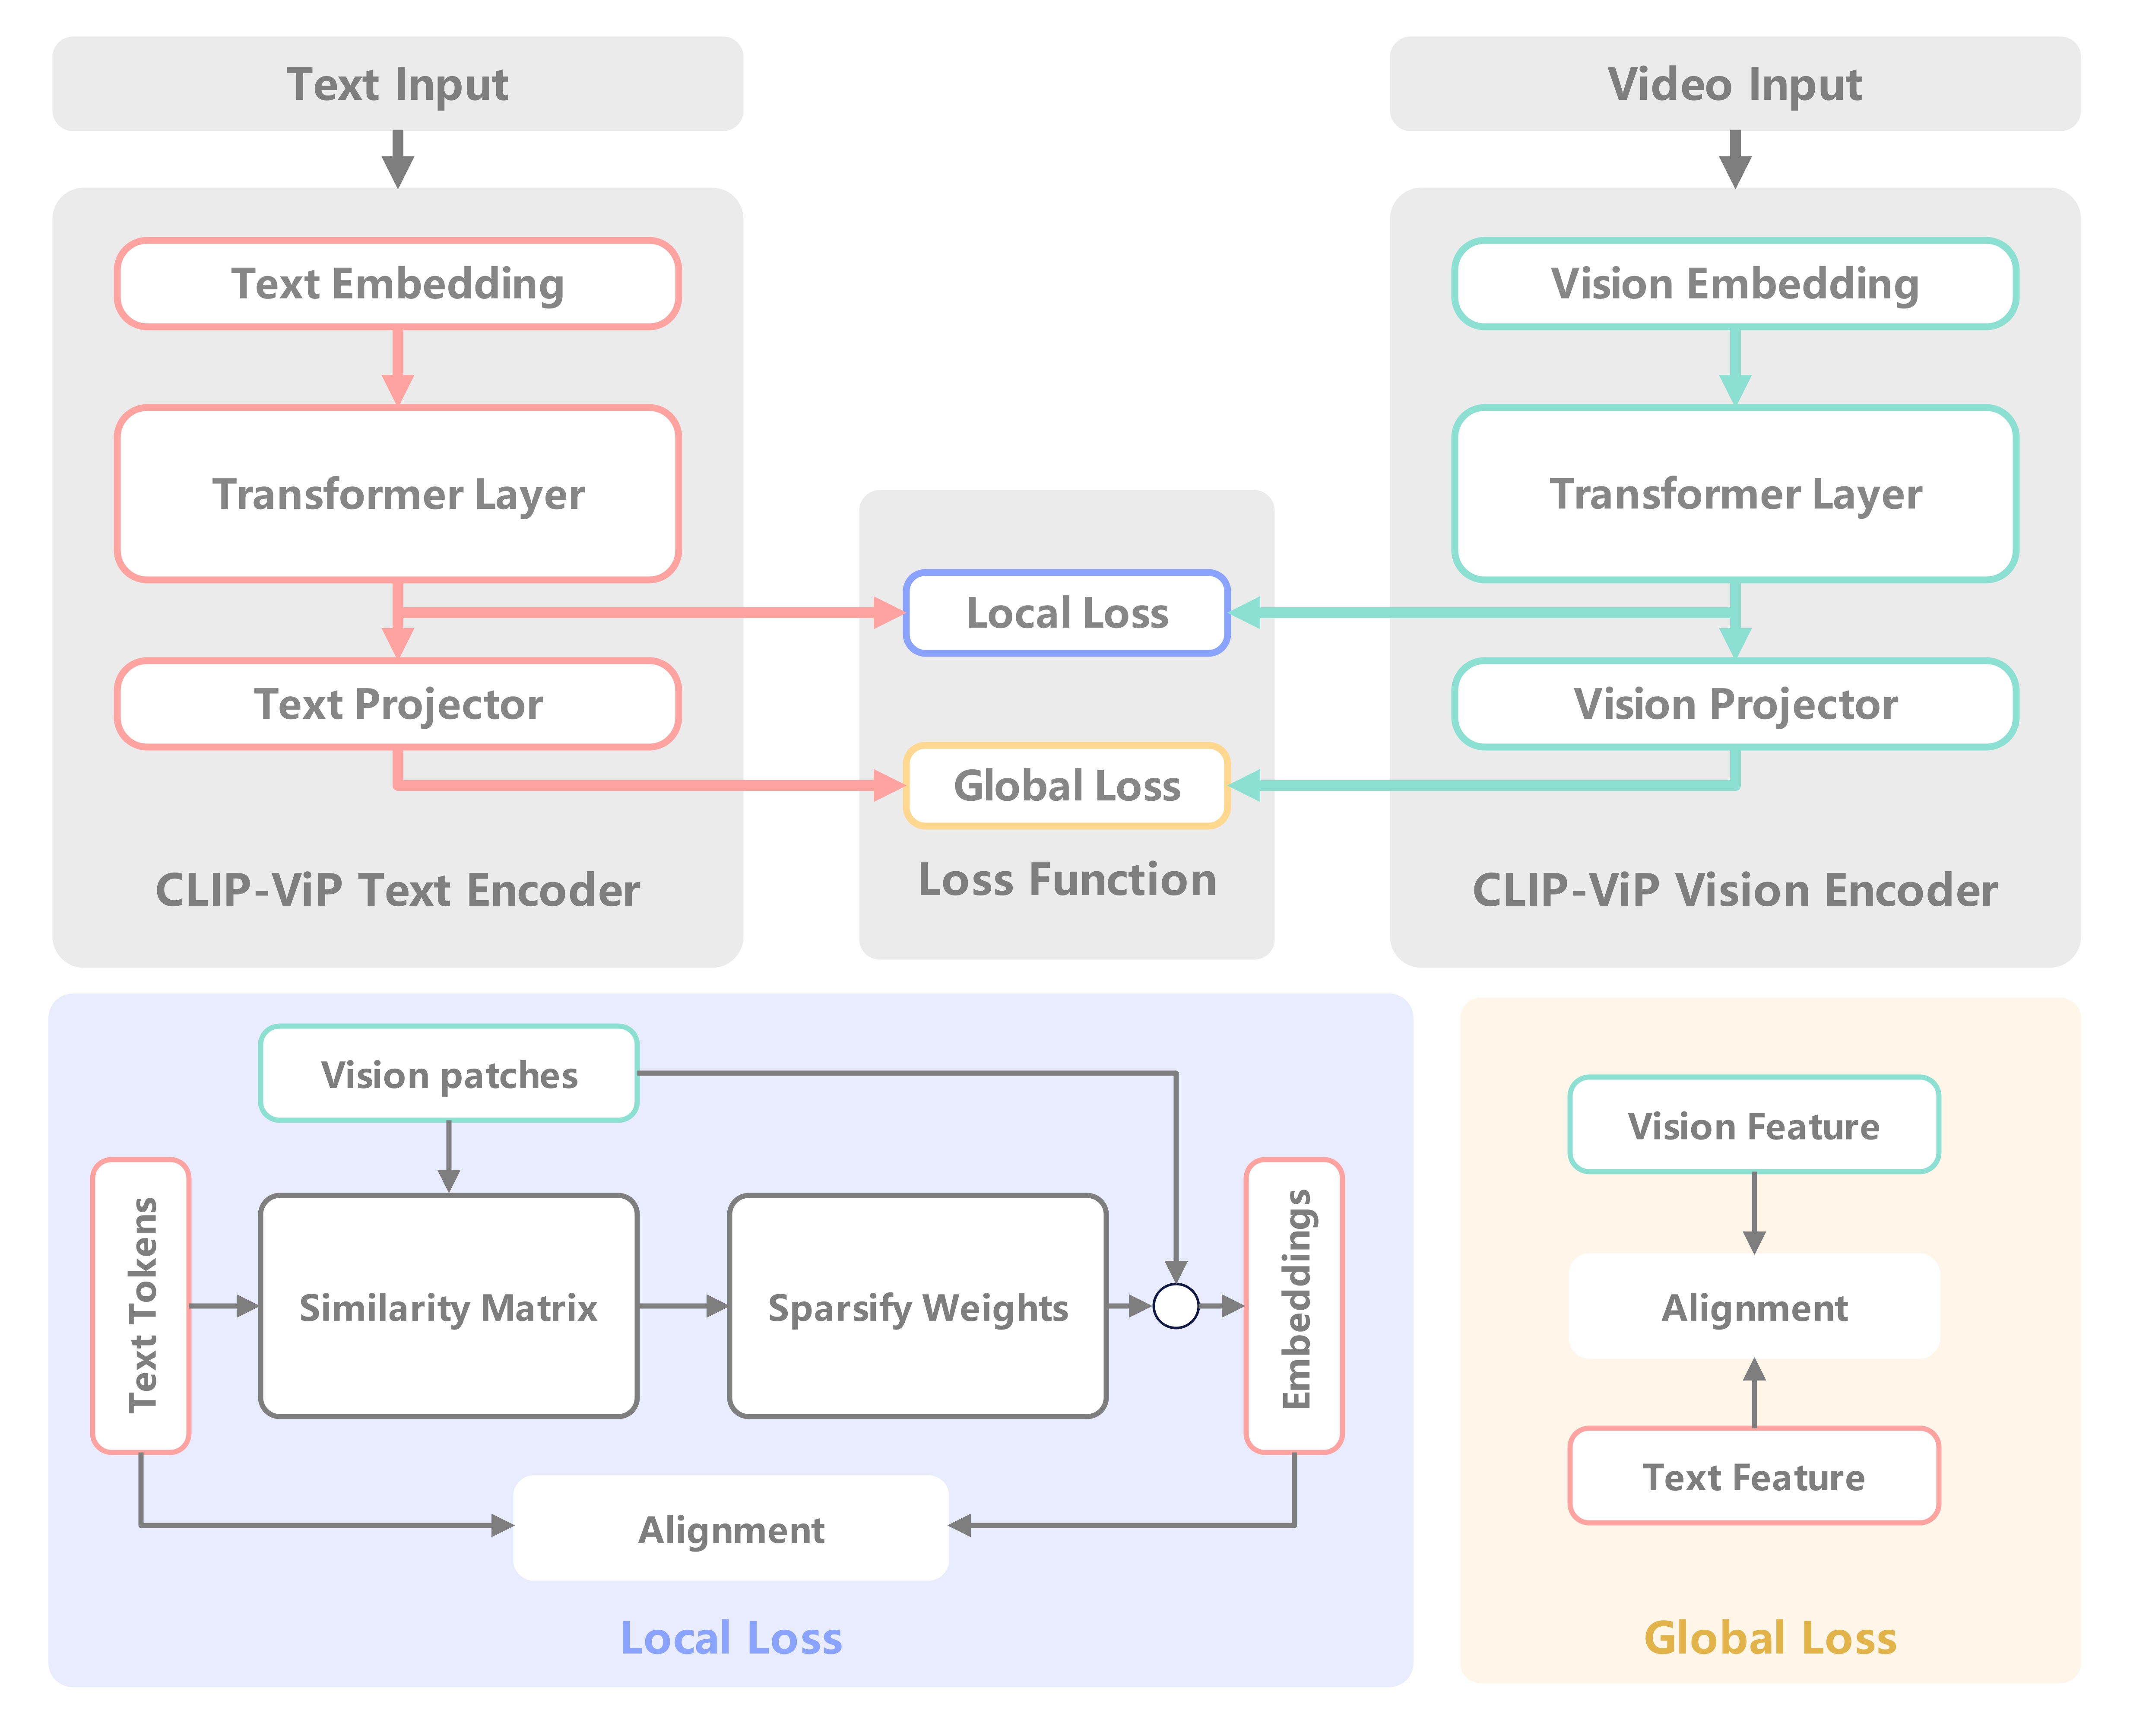 Text Input
Video Input
Text Embedding
Transformer Layer
Text Projector
CLIP-ViP Text Encoder
Local Loss
Global Loss
Loss Function
Vision Embedding
Transformer Layer
Vision Projector
CLIP-ViP Vision Encoder
Vision patches
Text Tokens
Similarity Matrix
Sparsify Weights
Embeddings
Alignment
Local Loss
Vision Feature
Alignment
Text Feature
Global Loss